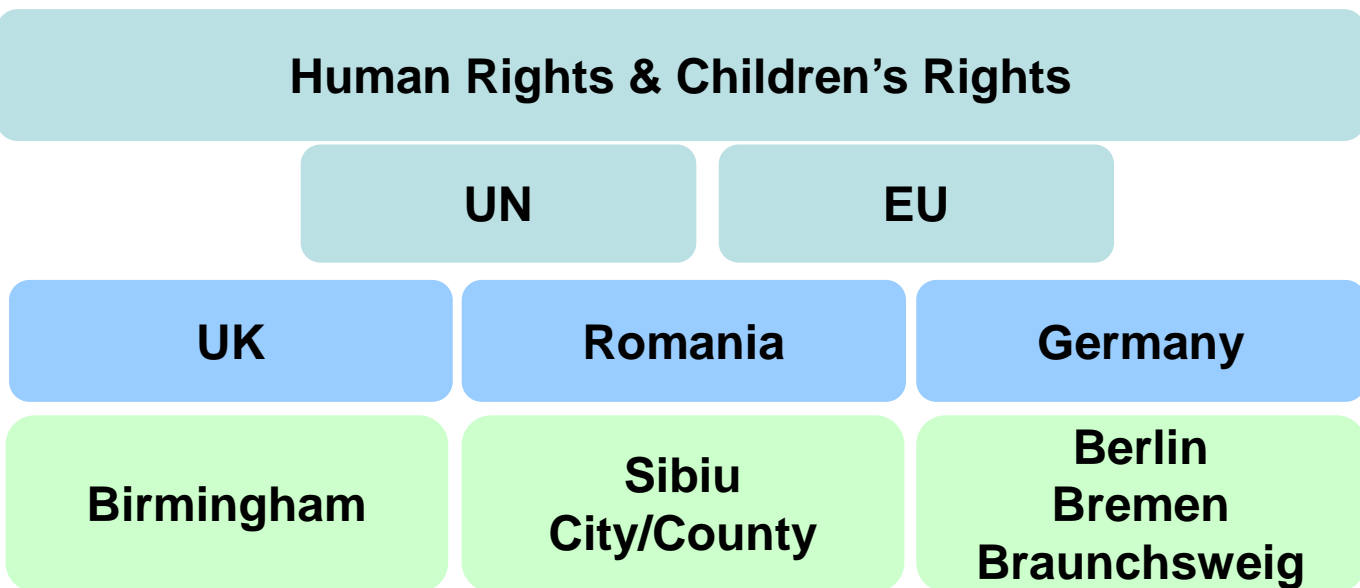 Human Rights & Children’s Rights
UN
EU
UK
Romania
Germany
Birmingham
Sibiu
City/County
Berlin
Bremen
Braunchsweig